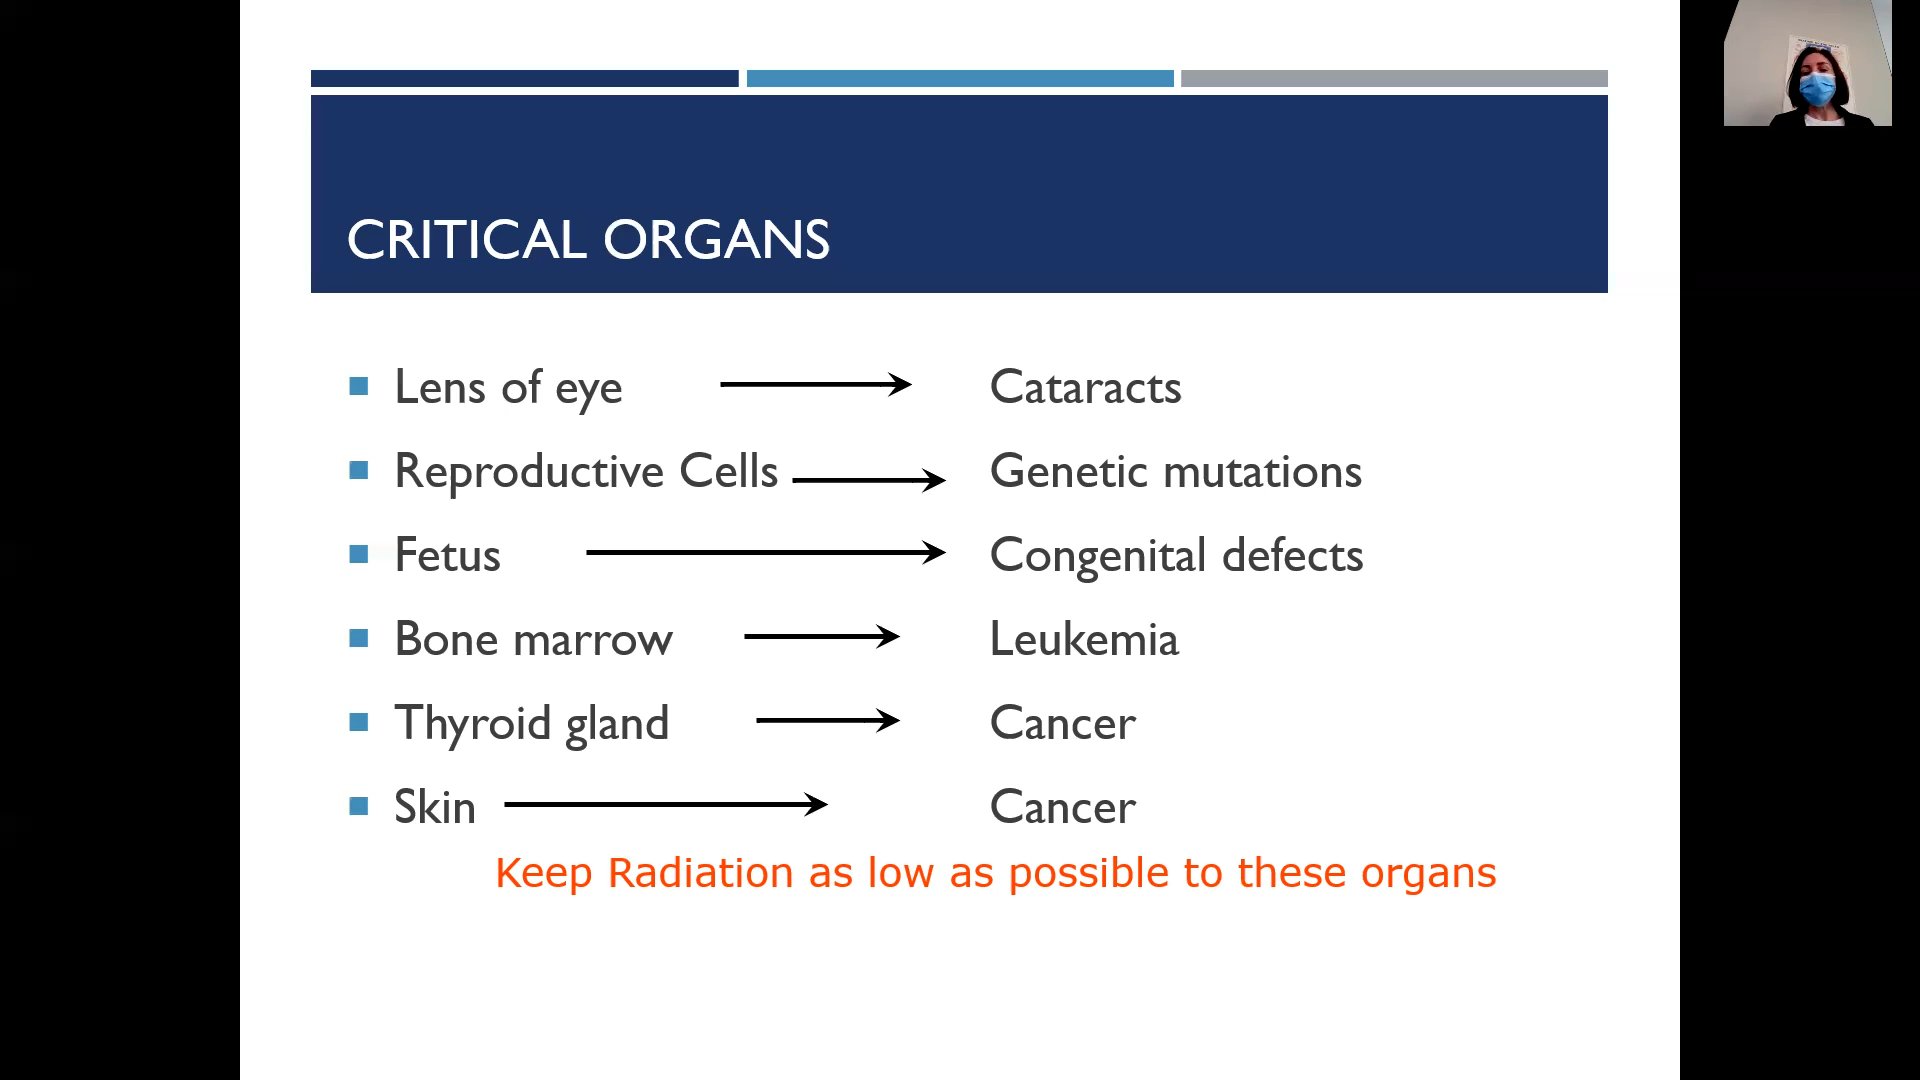 CRITICAL ORGANS
Lens of eye Cataracts
Reproductive Cells Genetic mutations
Fetus Congenital defects
Bone marrow Leukemia
Thyroid gland Cancer
Skin Cancer
Keep Radiation as low as possible to these organs